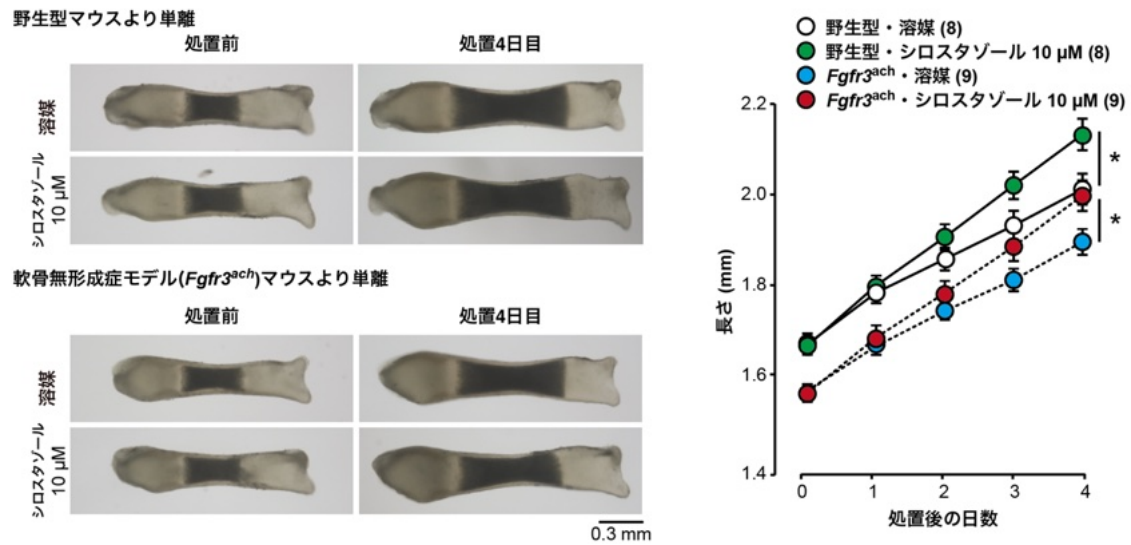 野生型マウスより単離
処置前
処置4日目
溶媒
シロスタゾール
10 μM
軟骨無形成症モデル(Fgfr3ach)マウスより単離
処置前
処置4日目
溶媒
シロスタゾール
10 μM
0.3 mm
野生型・溶媒 (8)
野生型・シロスタゾール 10 μM (8)
Fgfr3ach・溶媒 (9)
Fgfr3ach・シロスタゾール 10 μM (9)
長さ (mm)
2.2
2.0
1.8
1.6
1.4
*
*
0 1 2 3 4
処置後の日数